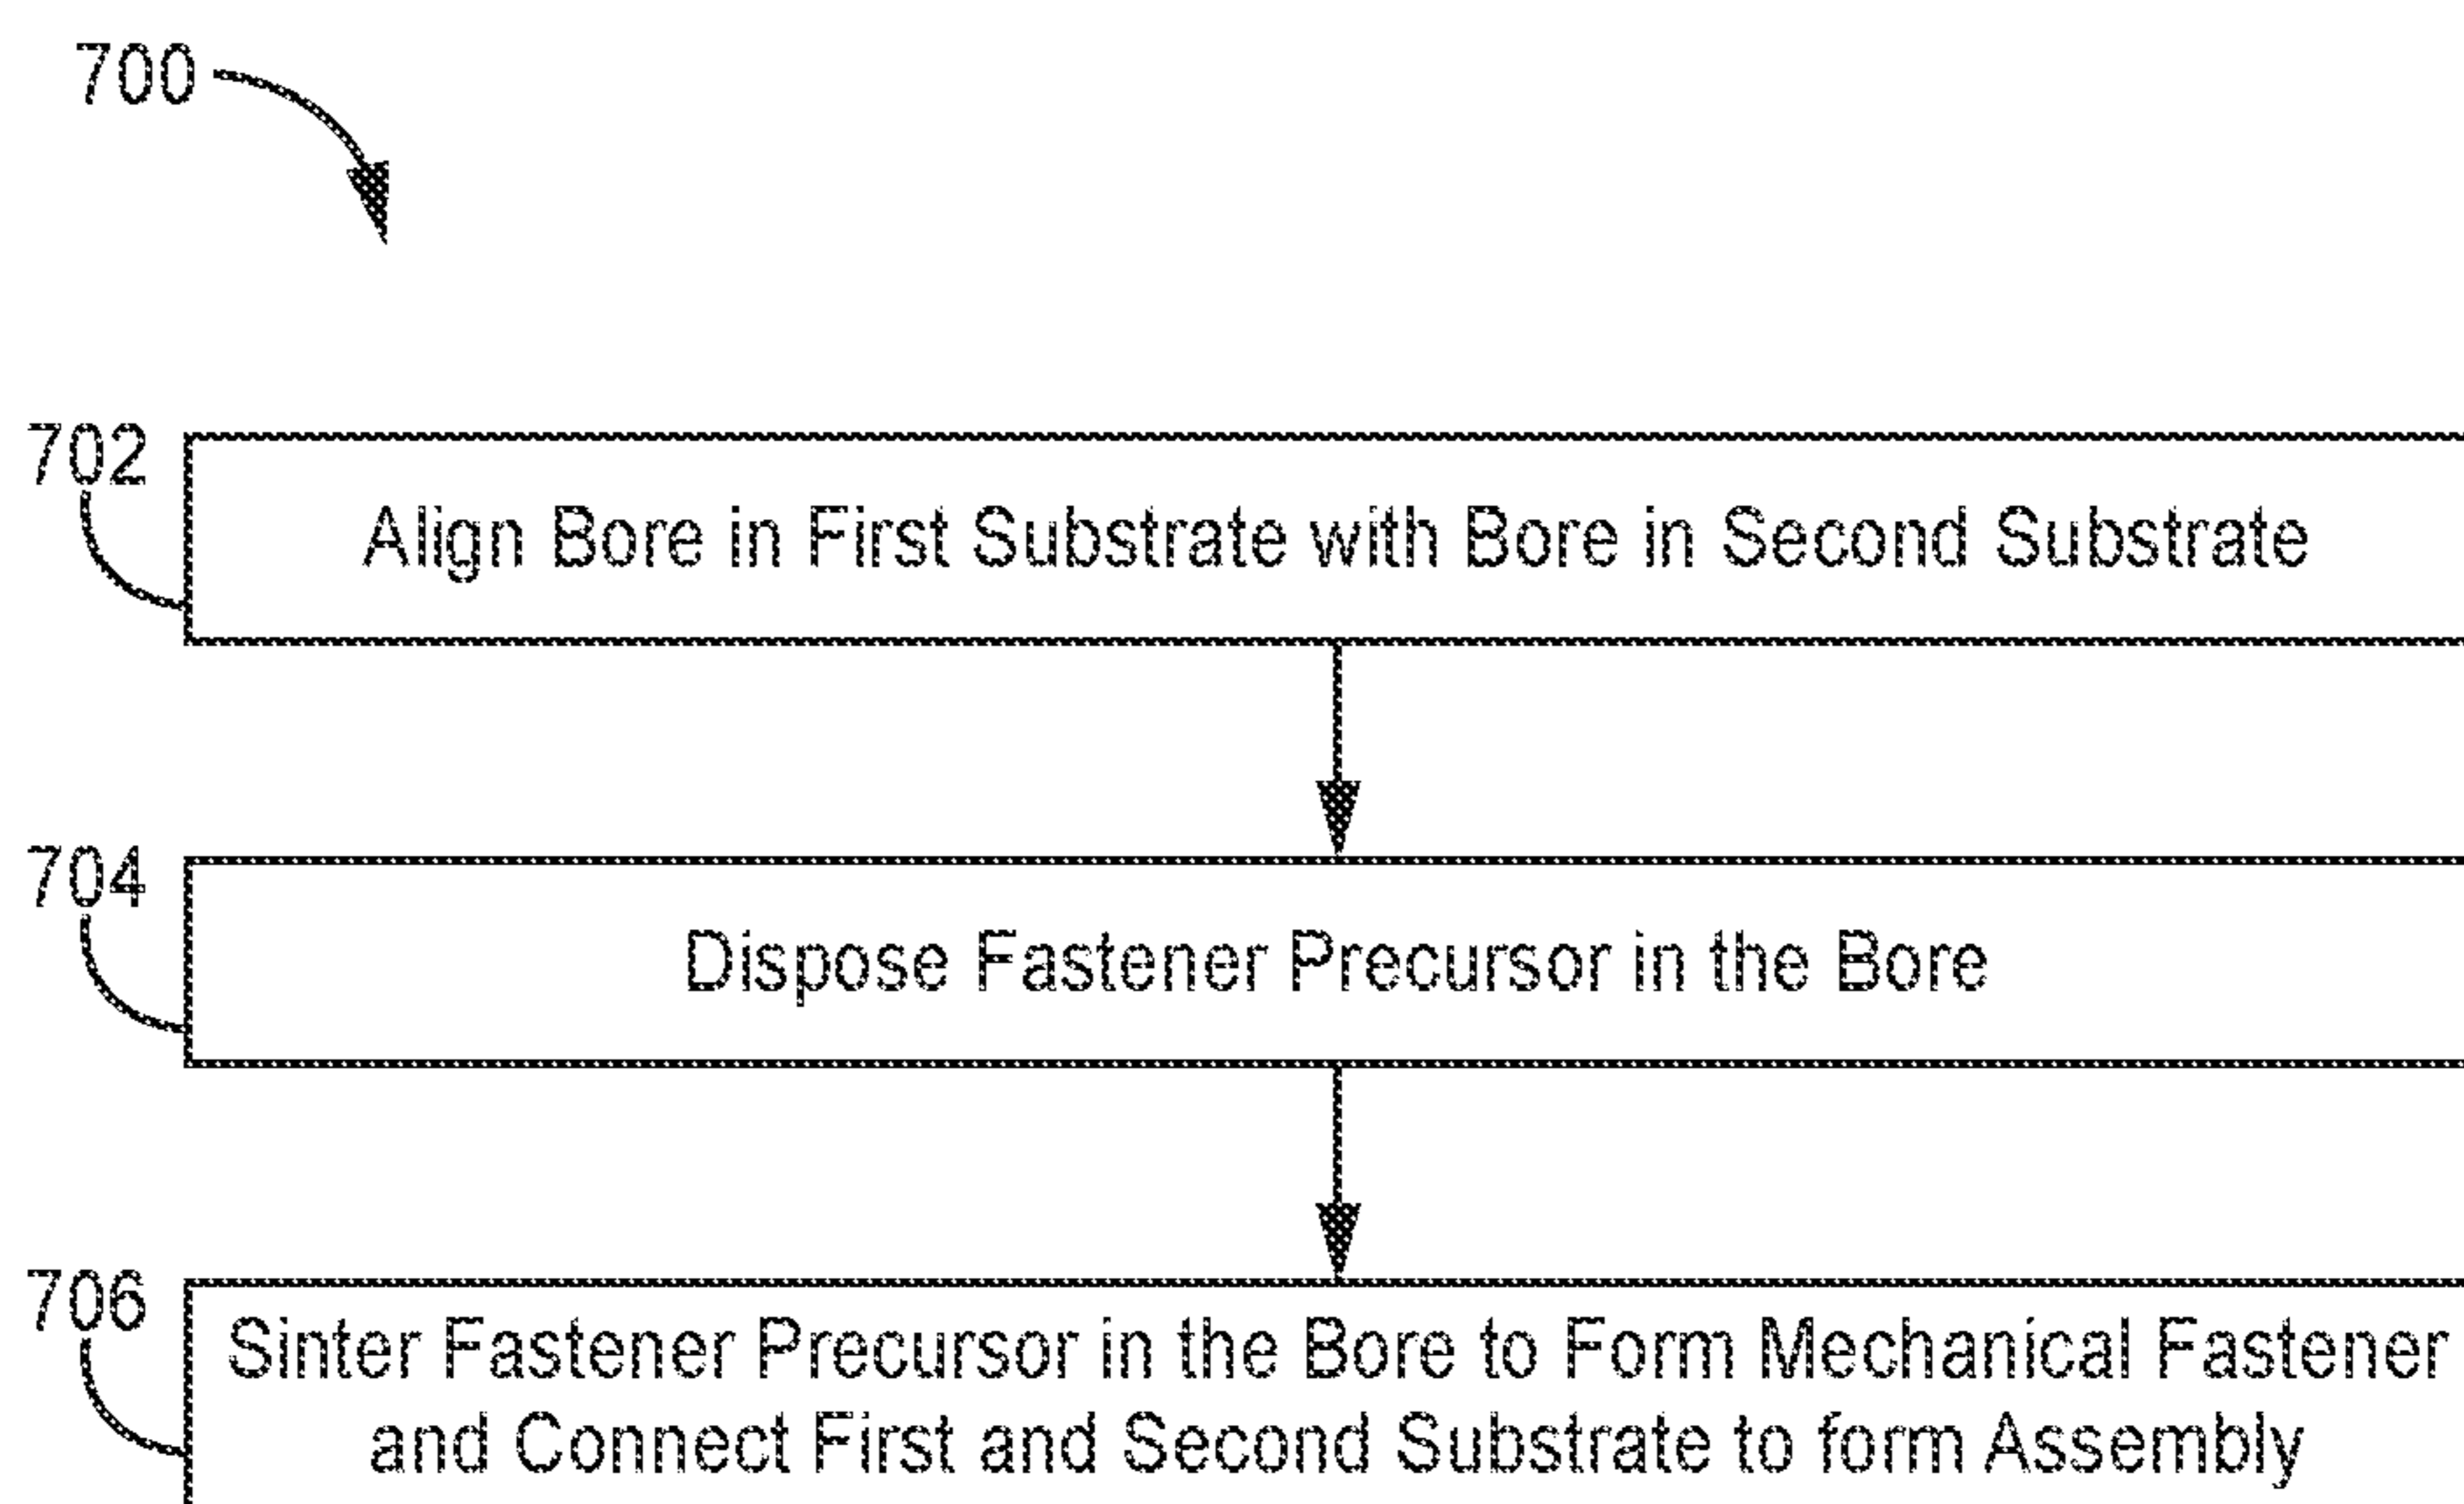 700
702
Align Bore in First Substrate with Bore in Second Substrate
704
Dispose Fastener Precursor in the Bore
706
Sinter Fastener Precursor in the Bore to Form Mechanical Fastener
and Connect First and Second Substrate to form Assembly